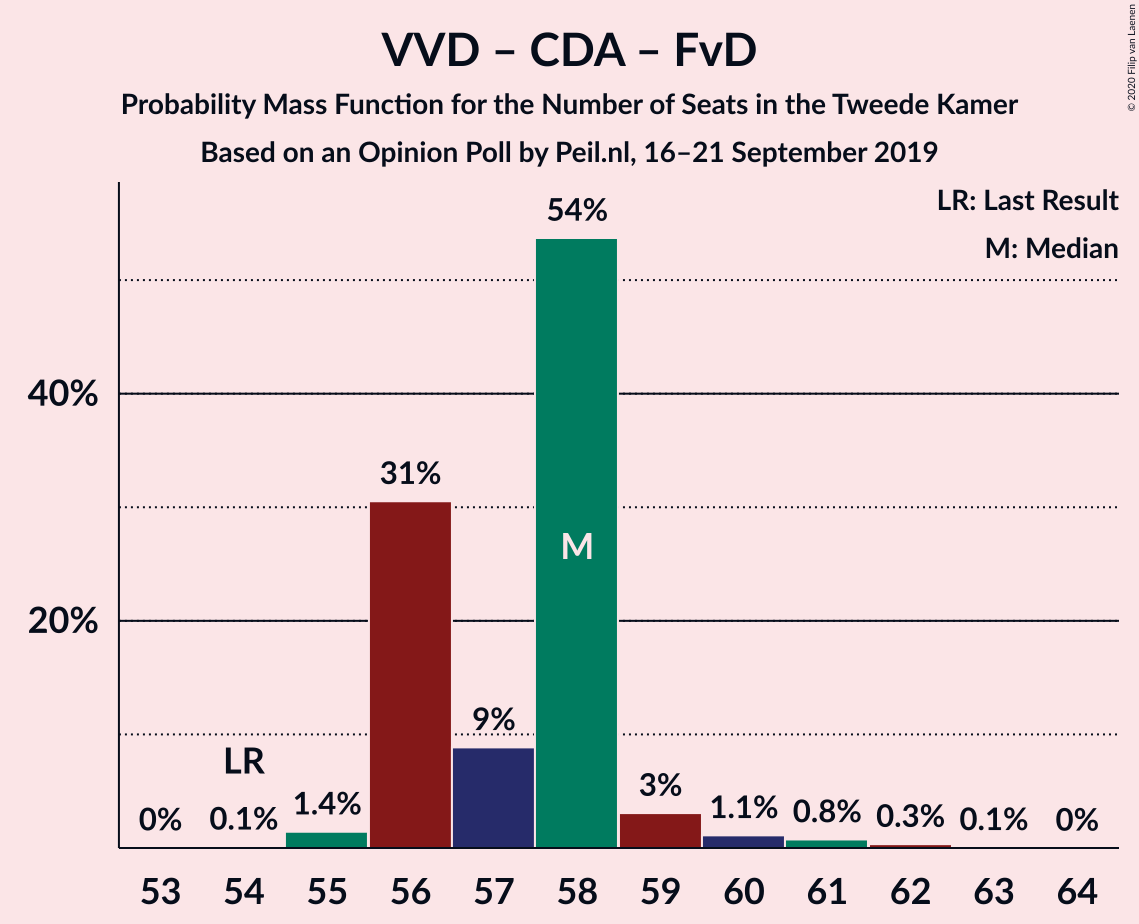 VVD – CDA – FvD
Probability Mass Function for the Number of Seats in the Tweede Kamer
Based on an Opinion Poll by Peil.nl, 16–21 September 2019
© 2020 Filip van Laenen
LR: Last Result
M: Median
54%
40%
31%
M
20%
9%
LR
3%
0% 0.1% 1.4% 1.1% 0.8% 0.3% 0.1% 0%
53 54 55 56 57 58 59 60 61 62 63 64